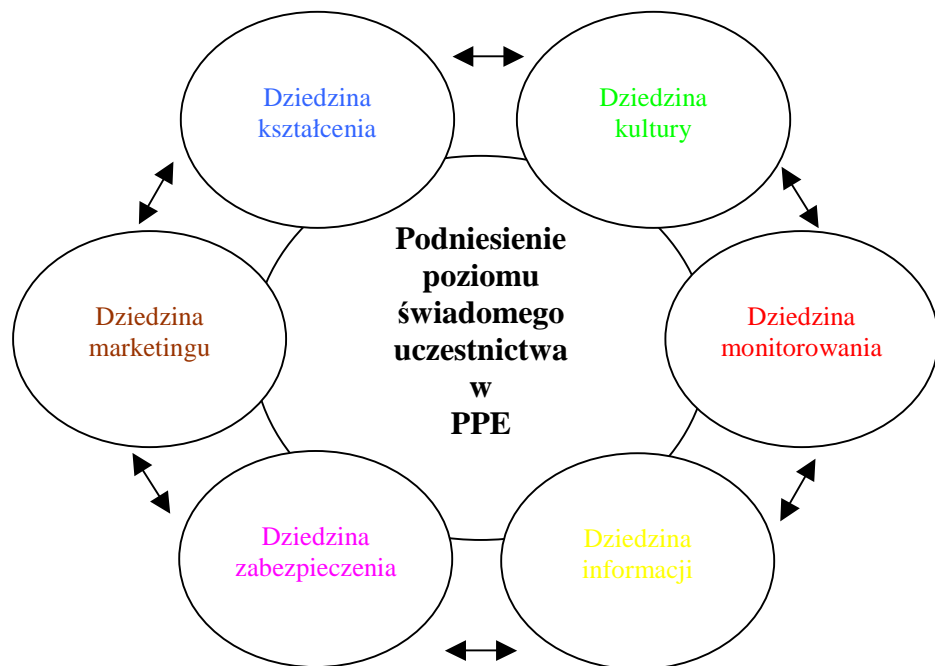 Dziedzina
kształcenia
Dziedzina
kultury
Podniesienie
poziomu
świadomego
uczestnictwa
w
PPE
Dziedzina
marketingu
Dziedzina
monitorowania
Dziedzina
zabezpieczenia
Dziedzina
informacji